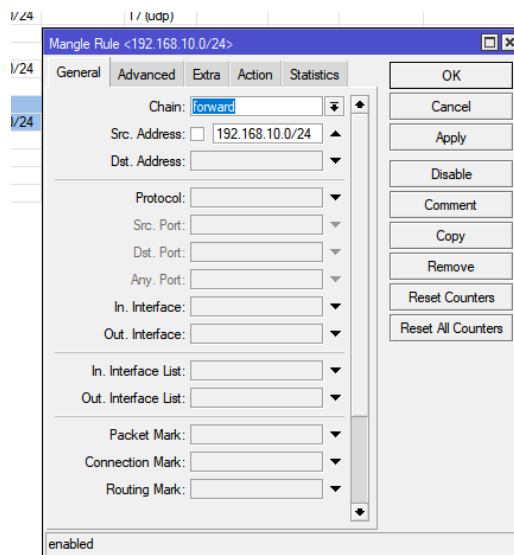 0/24 17 (udp)
Mangle Rule <192.168.10.0/24>
General Advanced Extra Action Statistics
OK
Chain: forward
Cancel
0/24
Src. Address: 192.168.10.0/24
Apply
0/24
Dst. Address:
Disable
Protocol:
Comment
Src. Port:
Copy
Dst. Port:
Remove
Any. Port:
Reset Counters
In. Interface:
Reset All Counters
Out. Interface:
In. Interface List:
Out. Interface List:
Packet Mark:
Connection Mark:
Routing Mark:
enabled